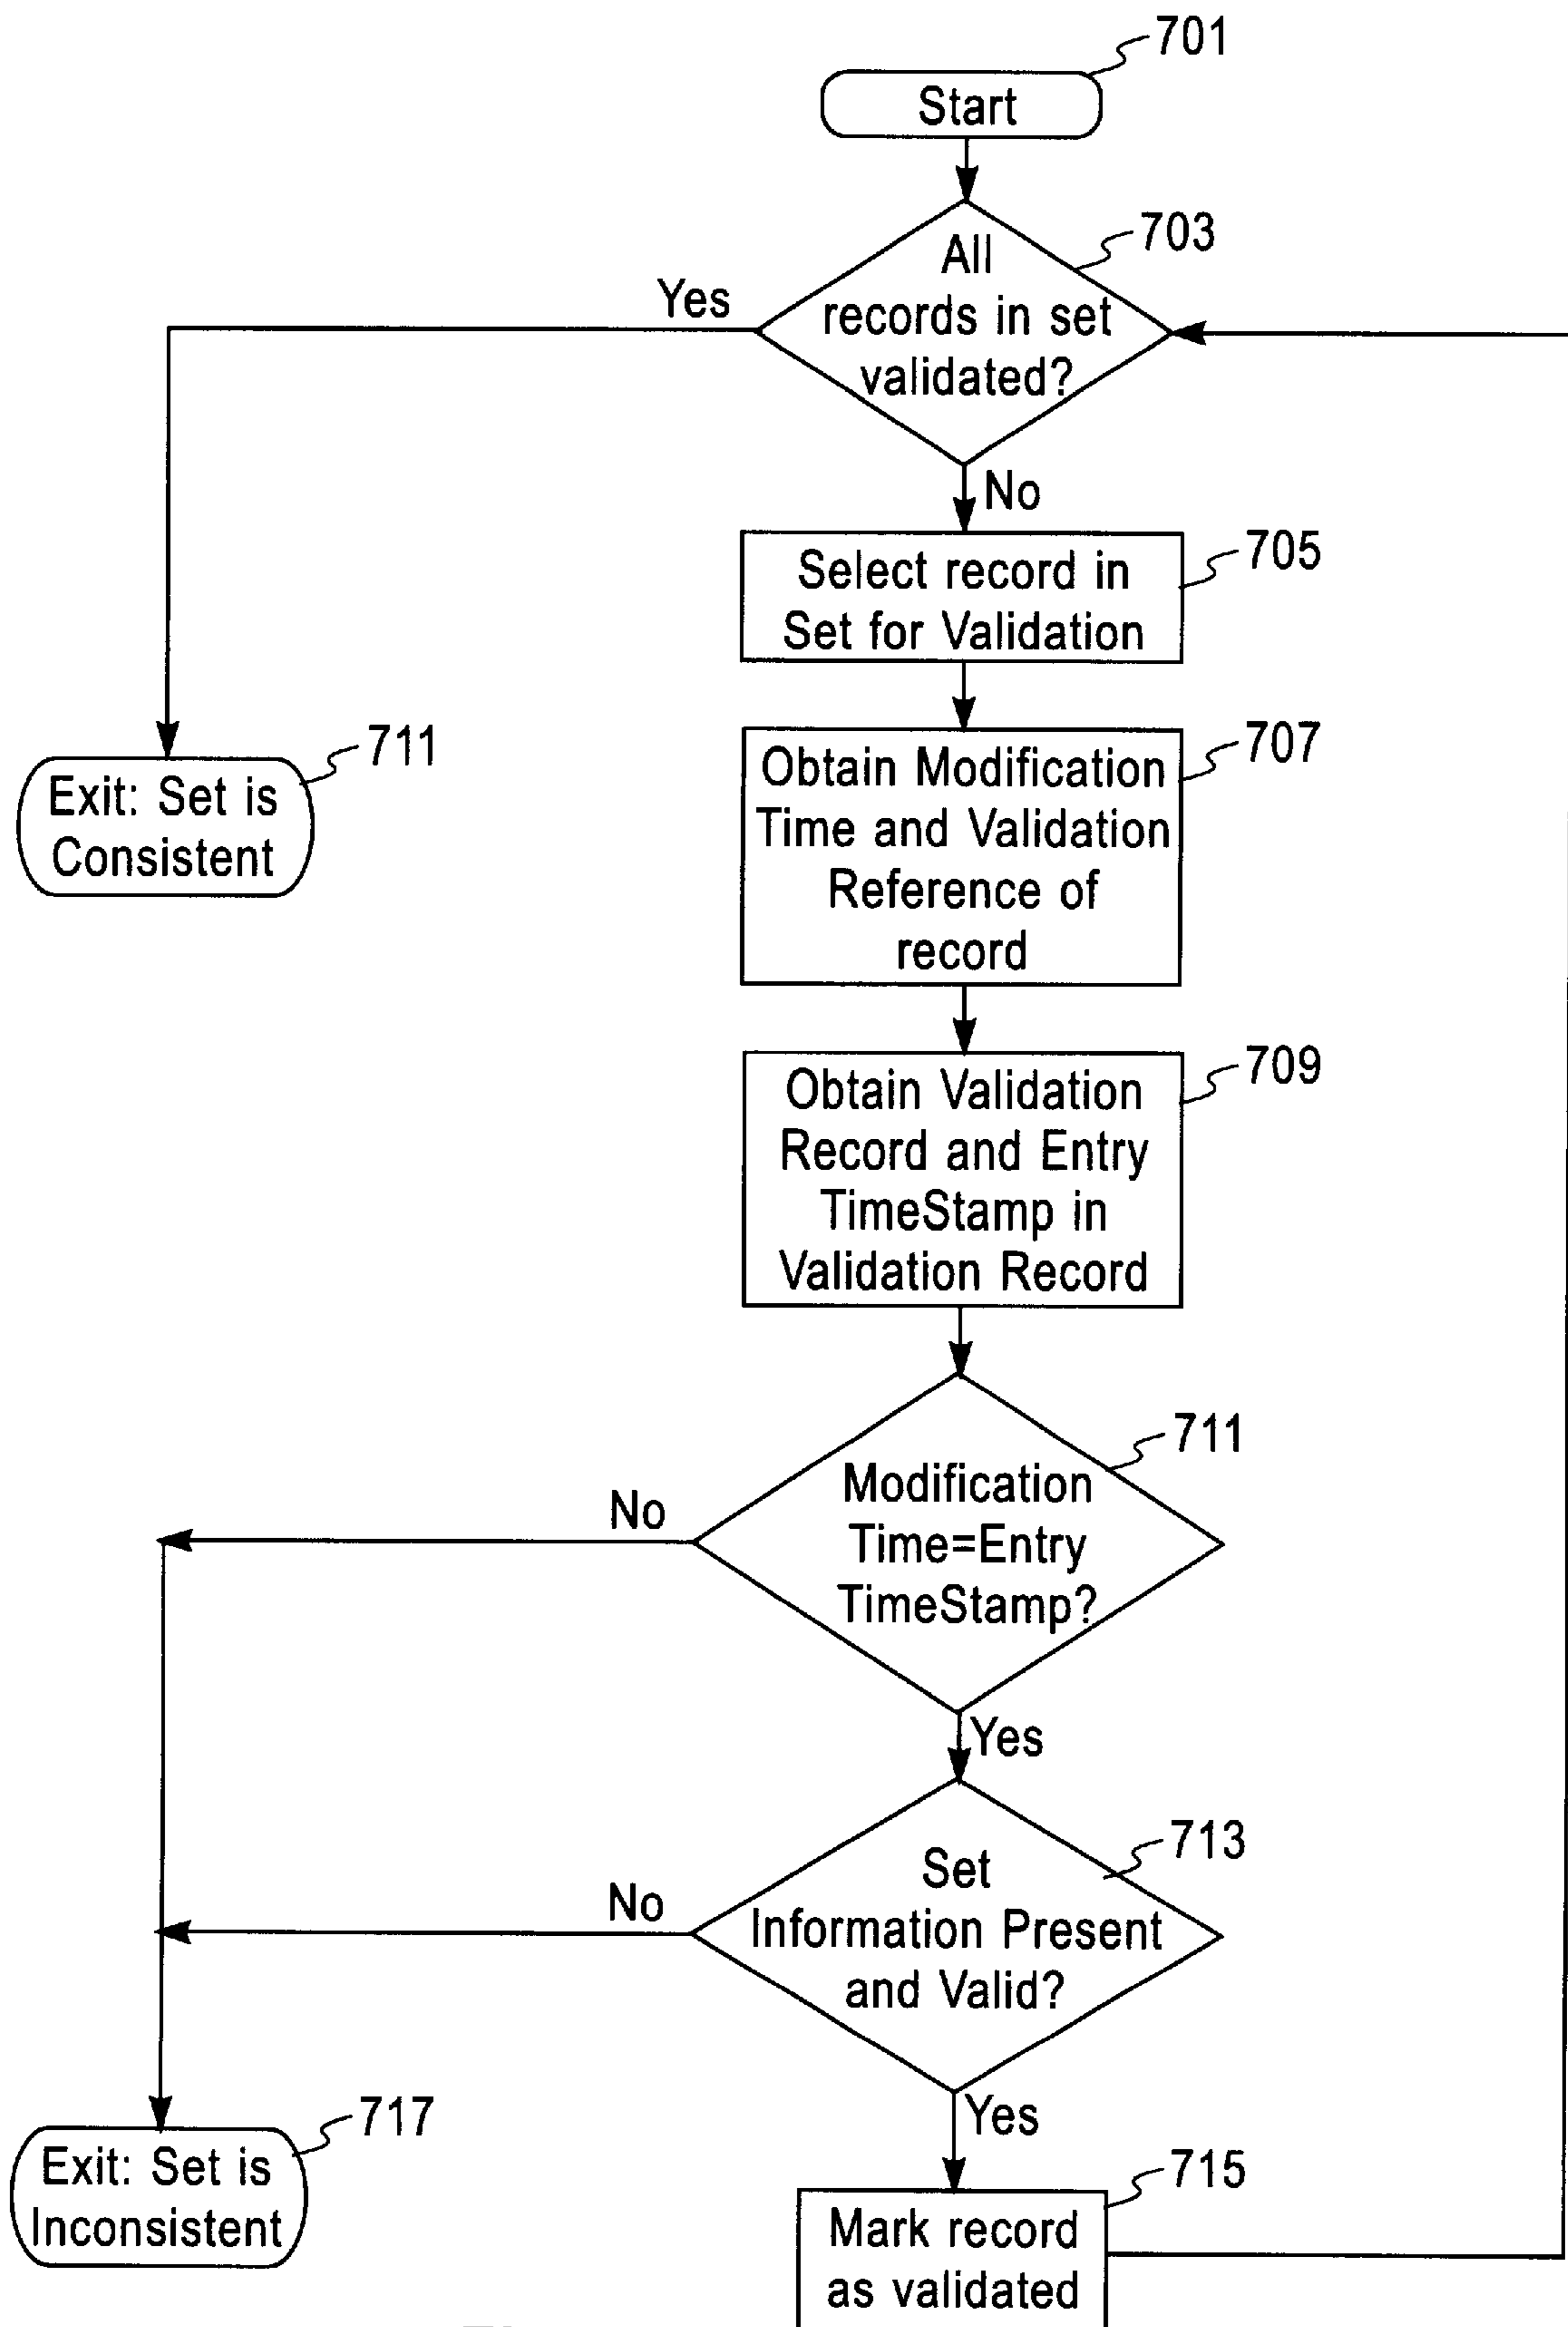 701
Start
703
All
records in set
validated?
Yes
No
705
Select record in
Set for Validation
711
Exit: Set is
Consistent
707
Obtain Modification
Time and Validation
Reference of
record
709
Obtain Validation
Record and Entry
TimeStamp in
Validation Record
711
Modification
Time=Entry
TimeStamp?
No
Yes
713
Set
Information Present
and Valid?
No
Yes
717
Exit: Set is
Inconsistent
715
Mark record
as validated